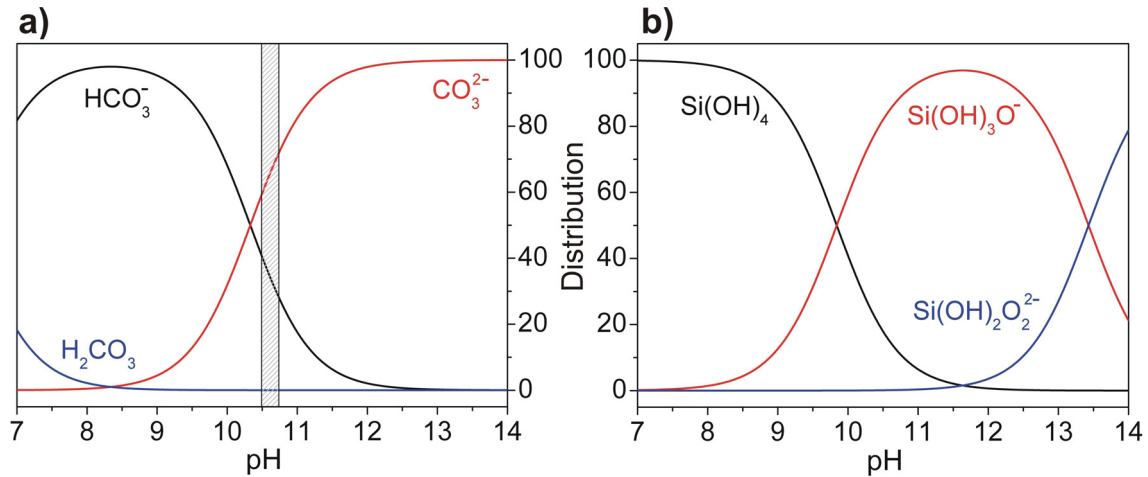 a)
HCO₃⁻
CO₃²⁻
H₂CO₃
100
80
60
40
20
0
7 8 9 10 11 12 13 14
pH
Distribution
b)
Si(OH)₄
Si(OH)₃O⁻
Si(OH)₂O₂²⁻
100
80
60
40
20
0
7 8 9 10 11 12 13 14
pH